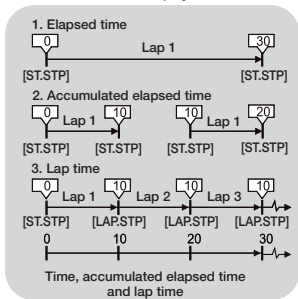 1. Elapsed time
0 30
Lap 1
[ST.STP] [ST.STP]
2. Accumulated elapsed time
0 10 10 20
Lap 1 Lap 1
[ST.STP] [ST.STP] [ST.STP] [ST.STP]
3. Lap time
0 10 10 10
Lap 1 Lap 2 Lap 3
[ST.STP] [LAP.STP] [LAP.STP] [LAP.STP]
0 10 20 30
Time, accumulated elapsed time
and lap time